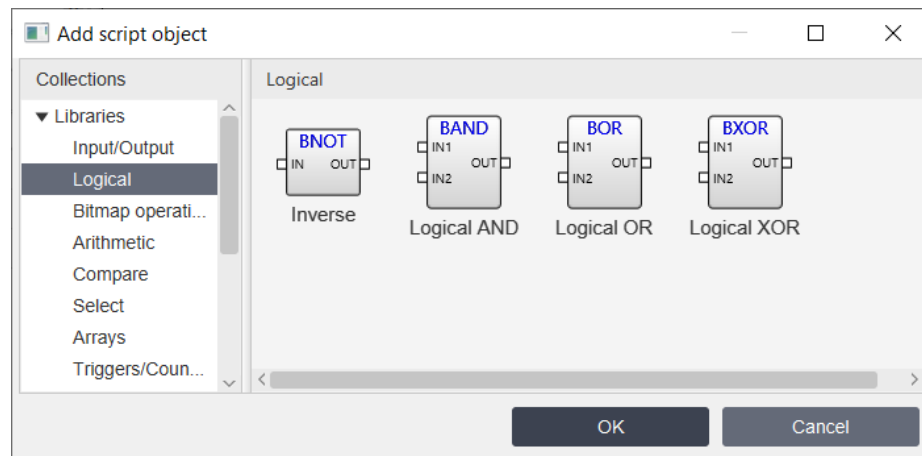 Add script object
Collections
Libraries
Input/Output
Logical
Bitmap operati...
Arithmetic
Compare
Select
Arrays
Triggers/Coun...
Logical
BNOT
IN OUT
Inverse
BAND
IN1
OUT
IN2
Logical AND
BOR
IN1
OUT
IN2
Logical OR
BXOR
IN1
OUT
IN2
Logical XOR
OK
Cancel